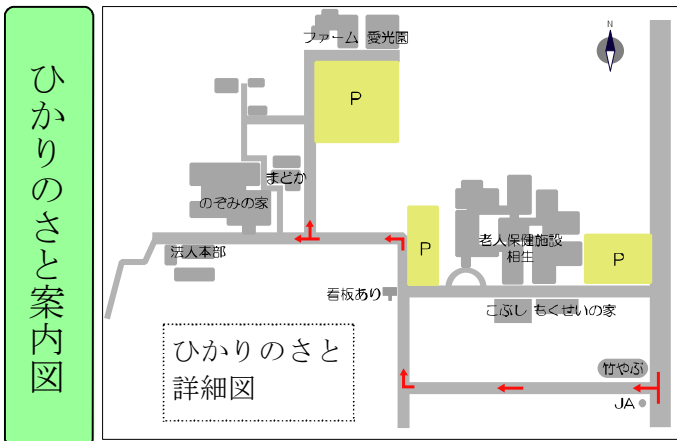 ひかりのさと案内図
N
ファーム 愛光園
P
まどか
のぞみの家
法人本部
P
老人保健施設
相生
P
看板あり
こぶし もくせいの家
ひかりのさと
詳細図
竹やぶ
JA